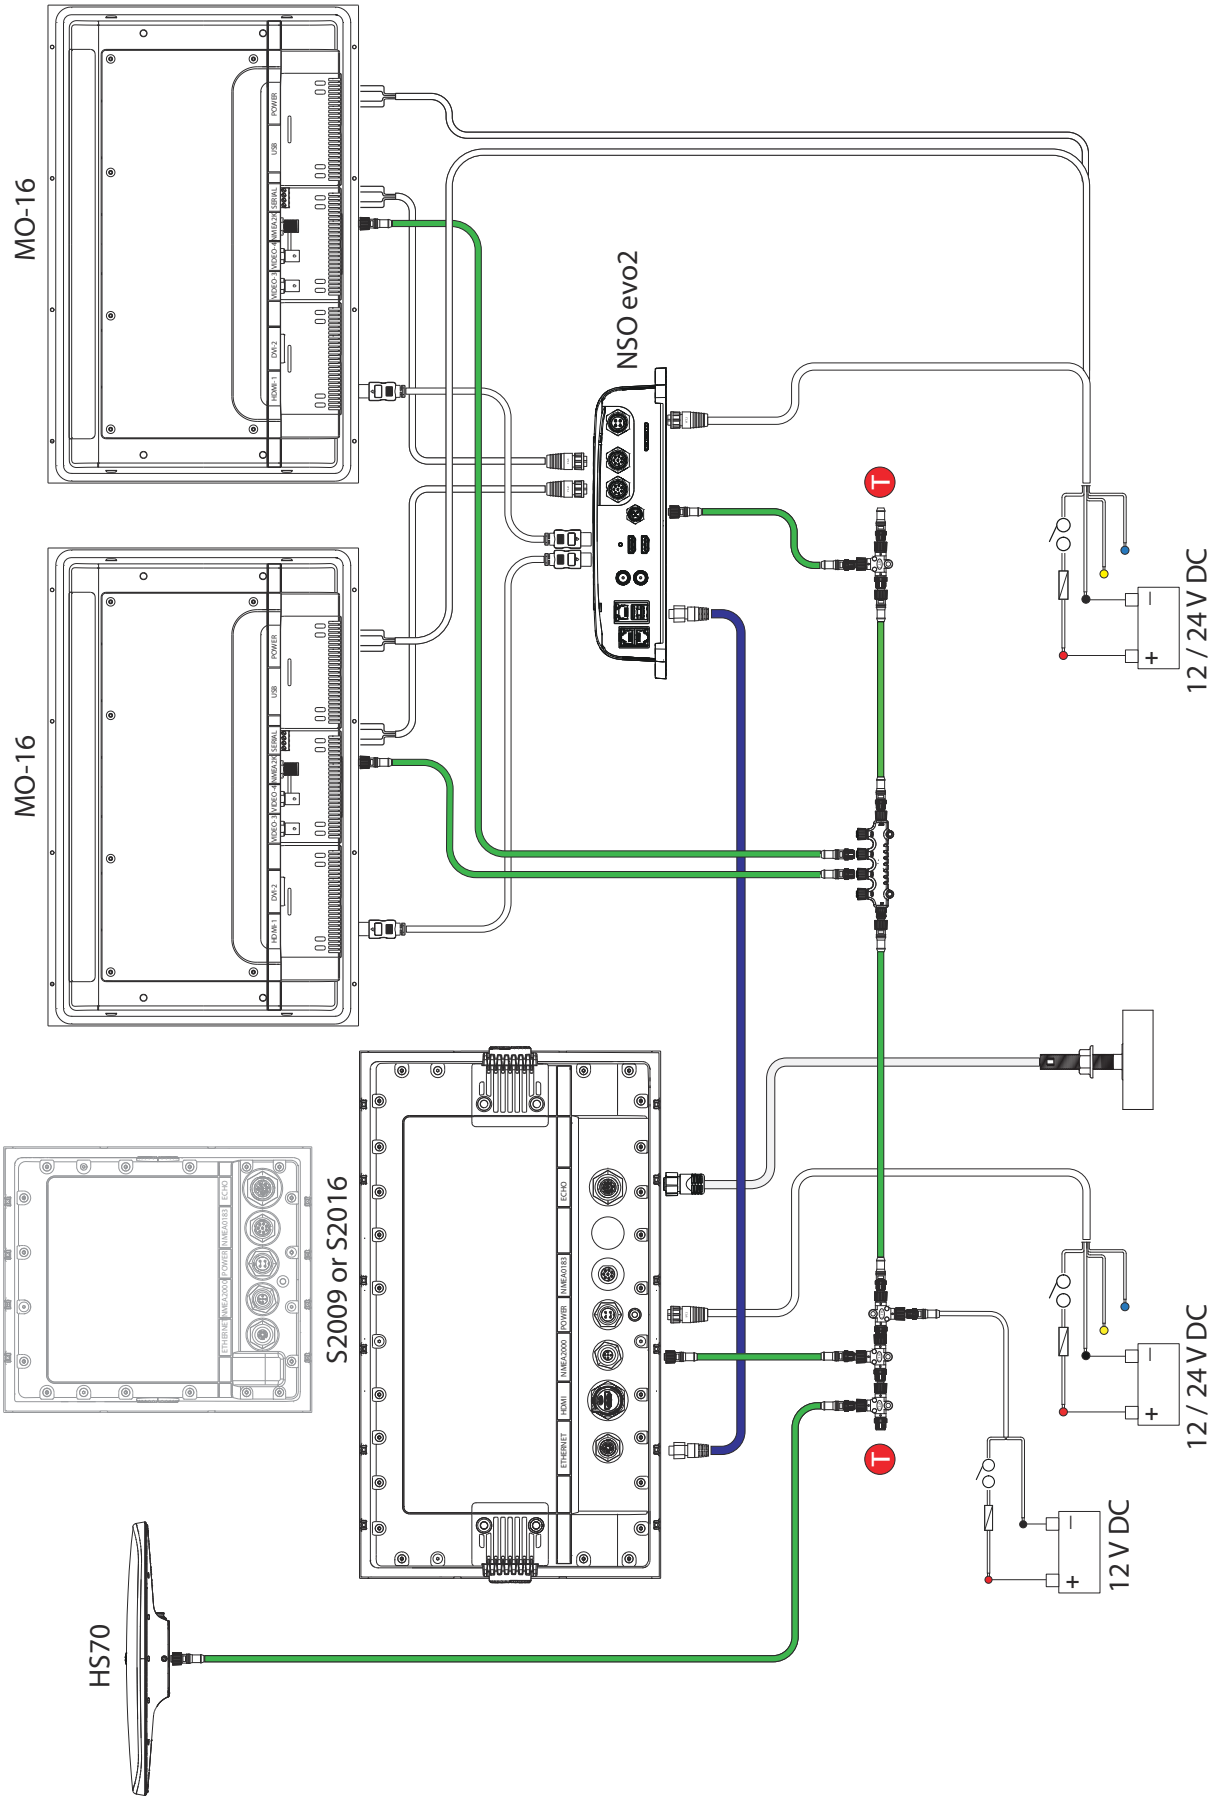 MO-16
HDMI-1
DVI-2
VIDEO-3
VIDEO-4
NMEA2K
SERIAL
USB
POWER
MO-16
HDMI-1
DVI-2
VIDEO-3
VIDEO-4
NMEA2K
SERIAL
USB
POWER
NSO evo2
T
+
–
12 / 24 V DC
ETHERNE
NMEA2000
POWER
NMEA0183
ECHO
S2009 or S2016
ETHERNET
HDMI
NMEA2000
POWER
NMEA0183
ECHO
HS70
T
+
–
12 / 24 V DC
+
–
12 V DC